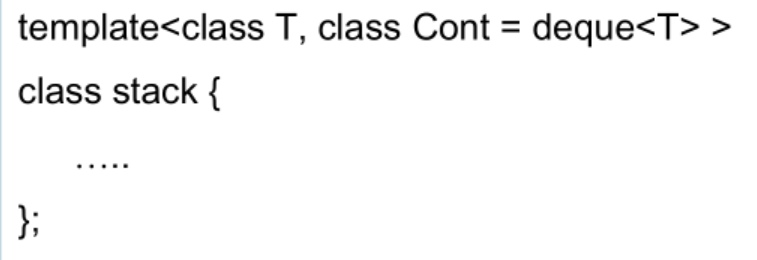 template<class T, class Cont = deque<T> >
class stack {
.....
};